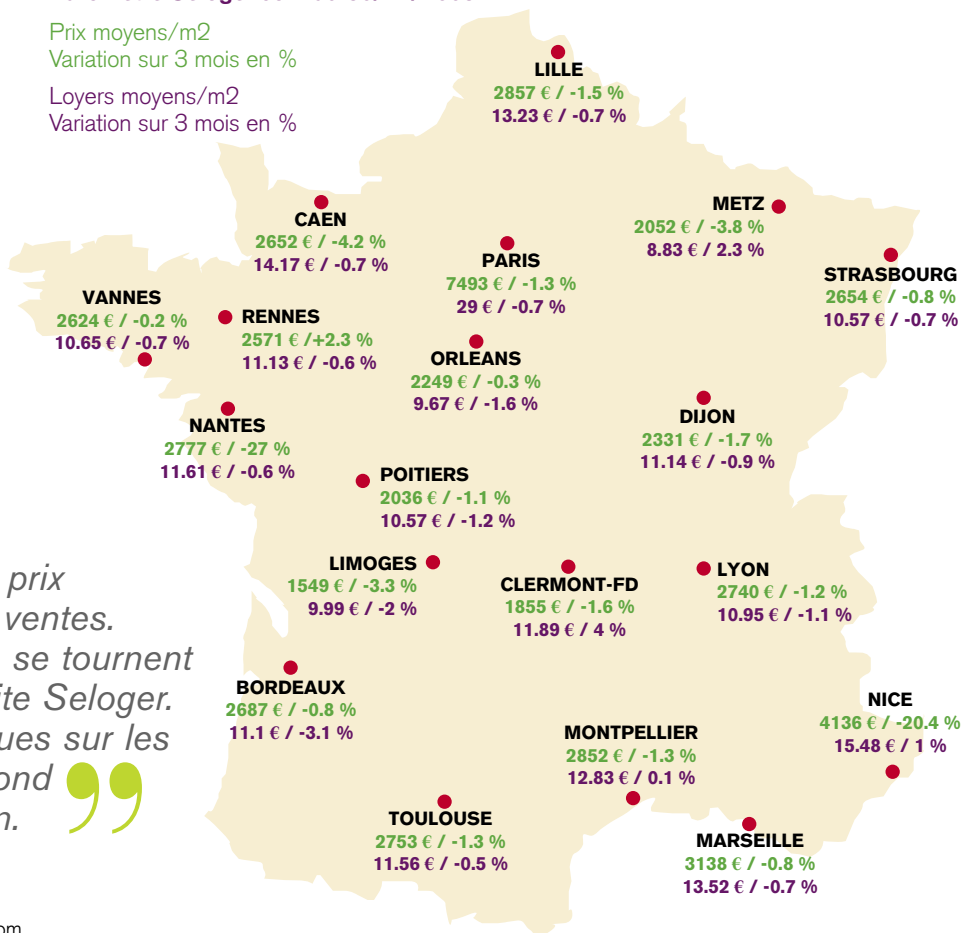 Prix moyens/m2
Variation sur 3 mois en %
Loyers moyens/m2
Variation sur 3 mois en %
LILLE
2857 € / -1.5 %
13.23 € / -0.7 %
CAEN
2652 € / -4.2 %
14.17 € / -0.7 %
METZ
2052 € / -3.8 %
8.83 € / 2.3 %
PARIS
7493 € / -1.3 %
29 € / -0.7 %
STRASBOURG
2654 € / -0.8 %
10.57 € / -0.7 %
VANNES
2624 € / -0.2 %
10.65 € / -0.7 %
RENNES
2571 € /+2.3 %
11.13 € / -0.6 %
ORLEANS
2249 € / -0.3 %
9.67 € / -1.6 %
NANTES
2777 € / -27 %
11.61 € / -0.6 %
DIJON
2331 € / -1.7 %
11.14 € / -0.9 %
POITIERS
2036 € / -1.1 %
10.57 € / -1.2 %
LIMOGES
1549 € / -3.3 %
9.99 € / -2 %
CLERMONT-FD
1855 € / -1.6 %
11.89 € / 4 %
LYON
2740 € / -1.2 %
10.95 € / -1.1 %
BORDEAUX
2687 € / -0.8 %
11.1 € / -3.1 %
MONTPELLIER
2852 € / -1.3 %
12.83 € / 0.1 %
NICE
4136 € / -20.4 %
15.48 € / 1 %
TOULOUSE
2753 € / -1.3 %
11.56 € / -0.5 %
MARSEILLE
3138 € / -0.8 %
13.52 € / -0.7 %
prix
ventes.
se tournent
ite Seloger.
ues sur les
ond
n.
”
om